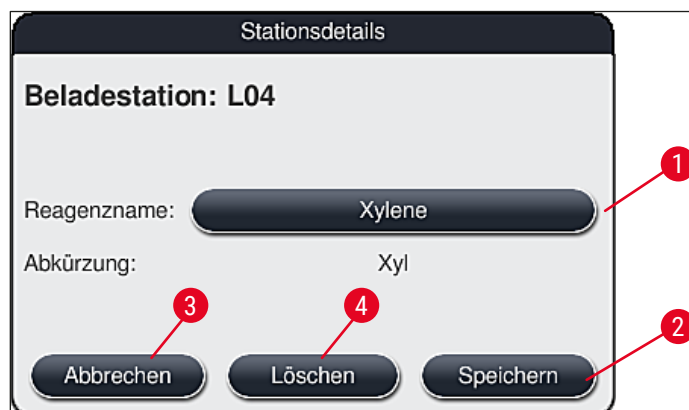 Stationsdetails
Beladestation: L04
1
Reagenzname: Xylene
Abkürzung: Xyl
3 4
2
Abbrechen Löschen Speichern